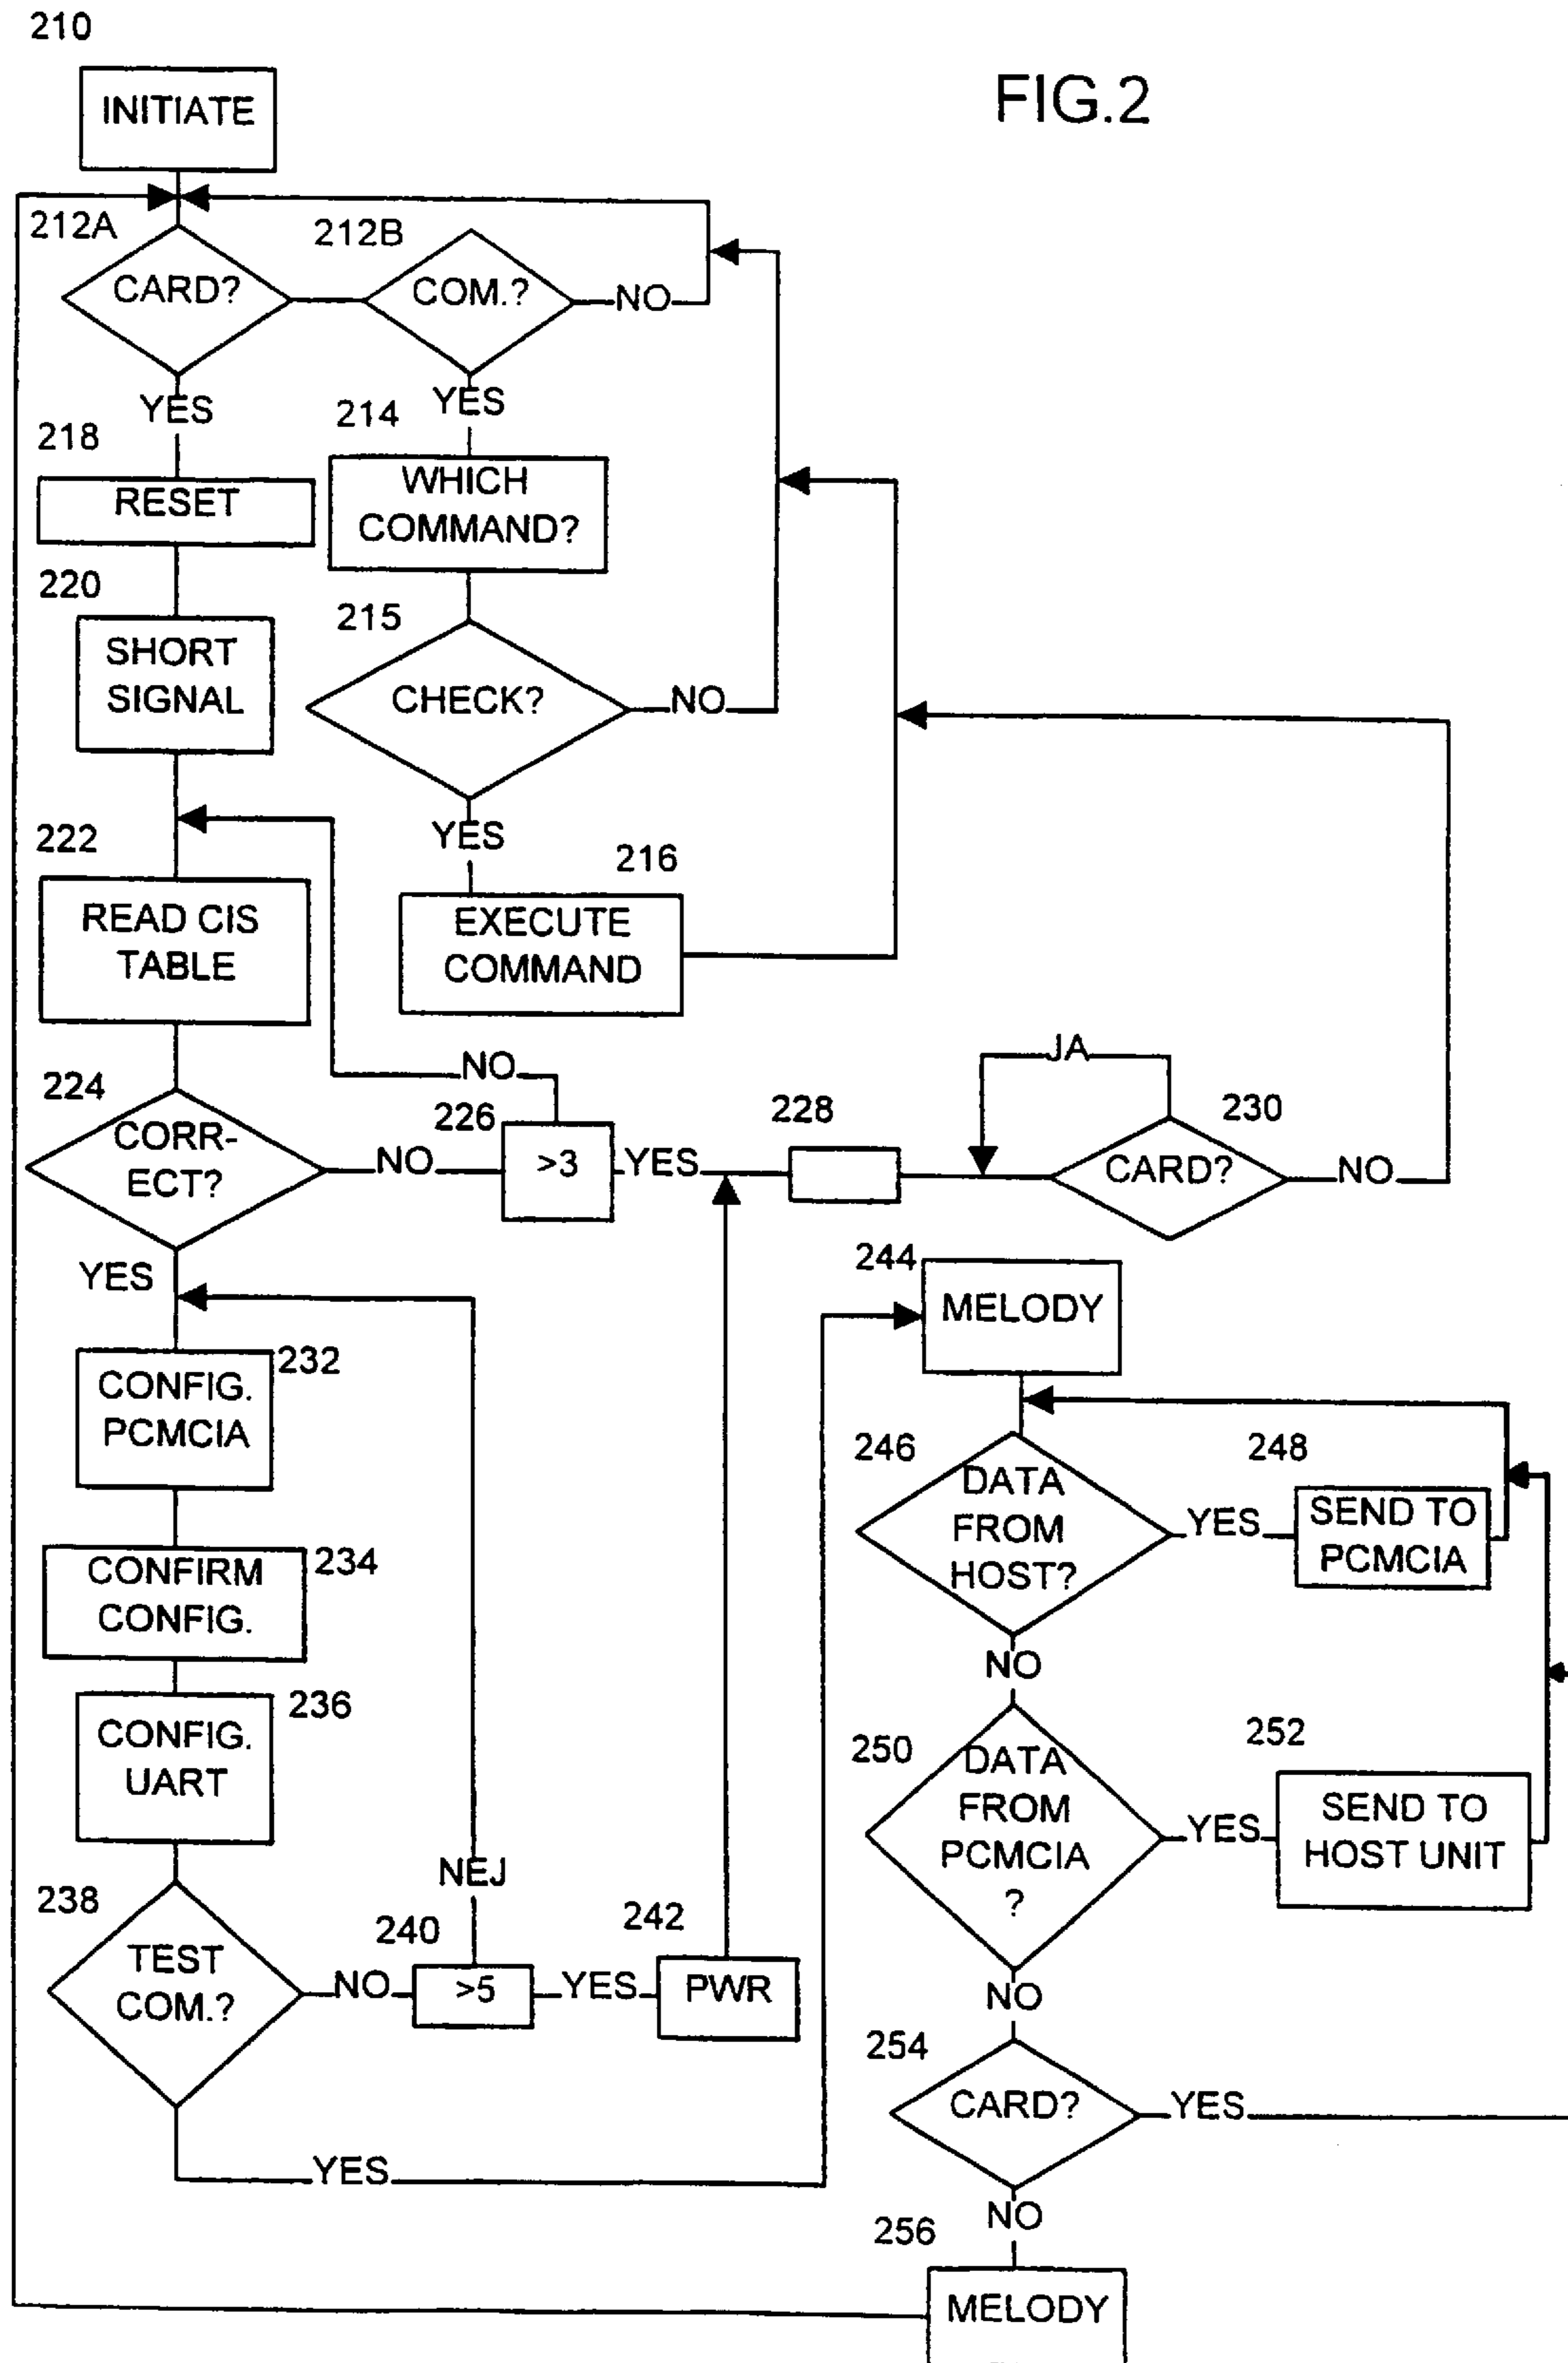 210
FIG.2
INITIATE
212A
212B
CARD?
COM.?
NO
YES
YES
218
214
RESET
WHICH
COMMAND?
220
215
SHORT
SIGNAL
CHECK?
NO
222
YES
216
READ CIS
TABLE
EXECUTE
COMMAND
224
NO
JA
226
228
230
CORR-
ECT?
NO
>3
YES
CARD?
NO
YES
244
MELODY
232
CONFIG.
PCMCIA
246
248
DATA
FROM
HOST?
YES
SEND TO
PCMCIA
234
CONFIRM
CONFIG.
NO
236
CONFIG.
UART
250
252
DATA
FROM
PCMCIA
?
YES
SEND TO
HOST UNIT
NEJ
238
240
242
TEST
COM.?
NO
>5
YES
PWR
NO
254
CARD?
YES
YES
NO
256
MELODY